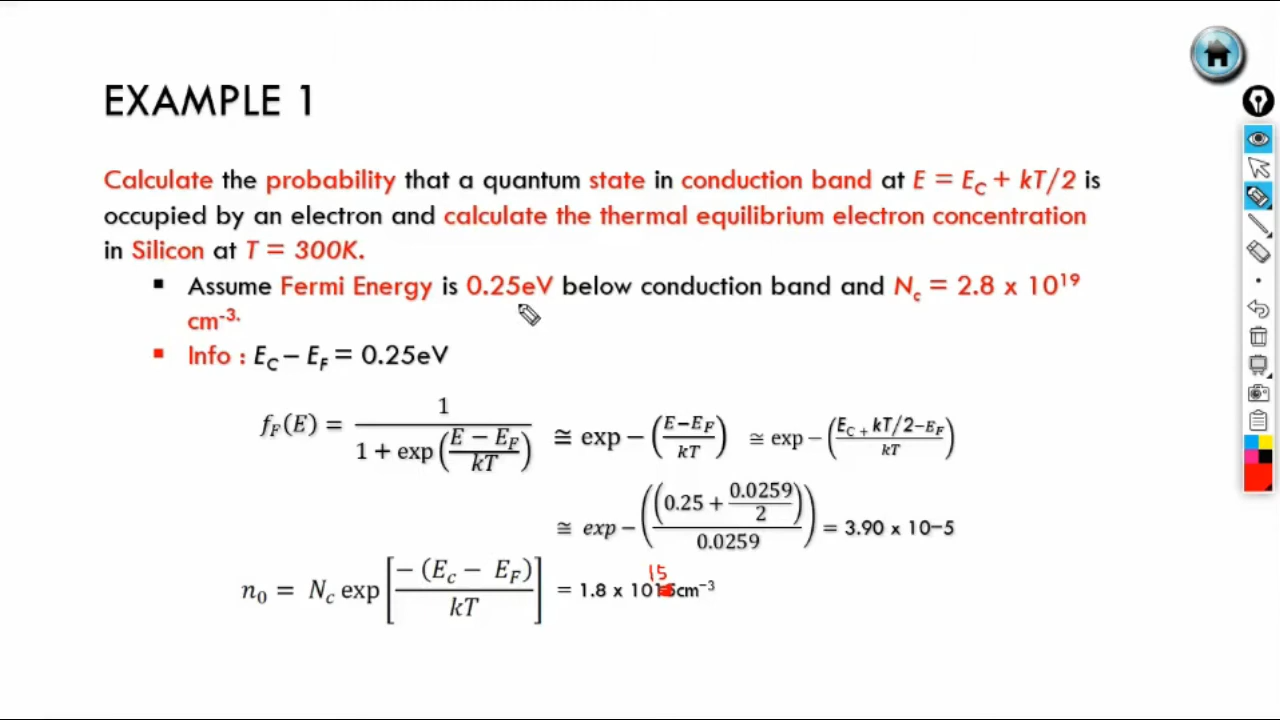 EXAMPLE 1
Calculate the probability that a quantum state in conduction band at E = E_C + kT/2 is
occupied by an electron and calculate the thermal equilibrium electron concentration
in Silicon at T = 300K.
▪ Assume Fermi Energy is 0.25eV below conduction band and N_c = 2.8 x 10^19
cm^-3.
▪ Info : E_C – E_F = 0.25eV
f_F(E) = 1 / (1 + exp((E − E_F)/kT)) ≅ exp − ((E−E_F)/kT) ≅ exp − ((E_C + kT/2−E_F)/kT)
≅ exp − (((0.25 + 0.0259/2))/0.0259) = 3.90 x 10−5
15
n_0 = N_c exp [−(E_c − E_F)/kT] = 1.8 x 10 cm^−3